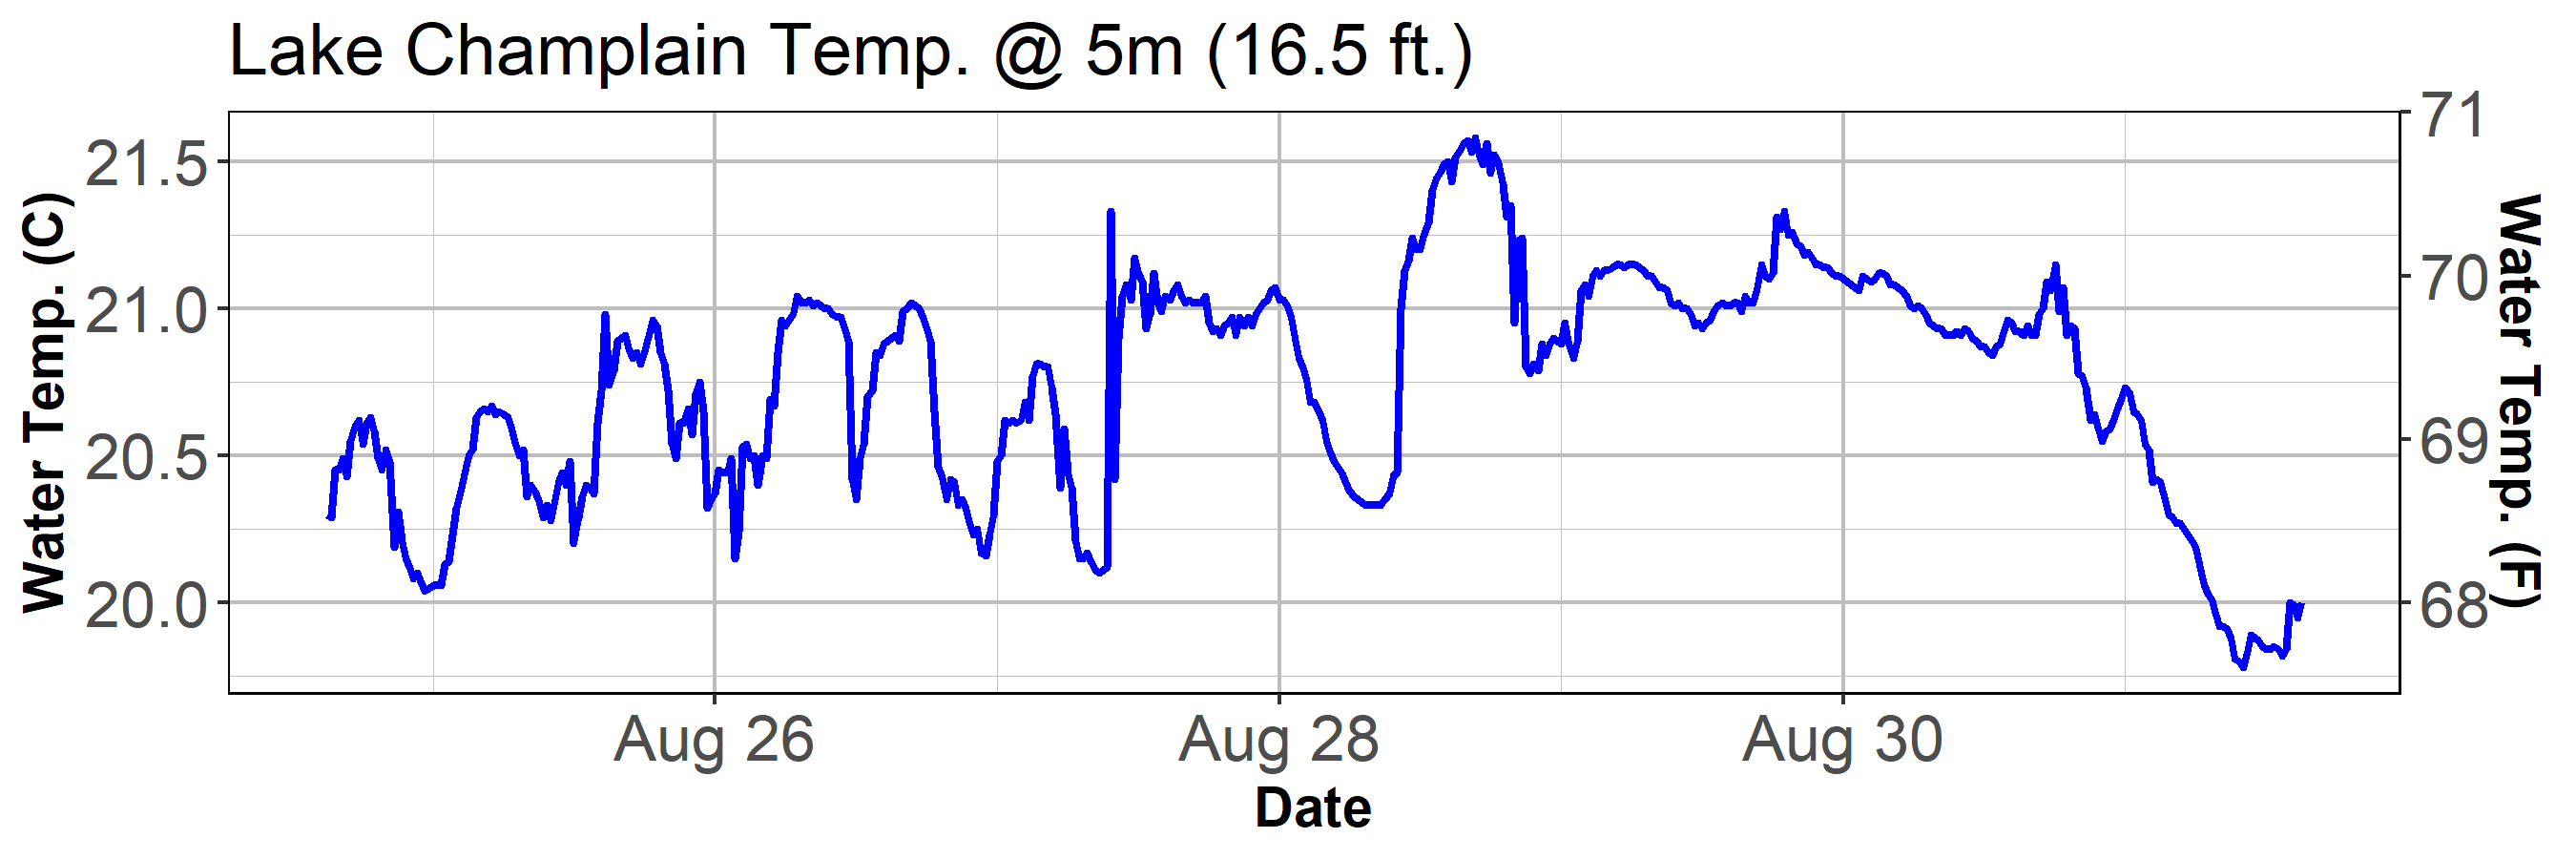 Lake Champlain Temp. @ 5m (16.5 ft.)
Water Temp. (C)
21.5
21.0
20.5
20.0
71
70
69
68
Water Temp. (F)
Aug 26
Aug 28
Aug 30
Date